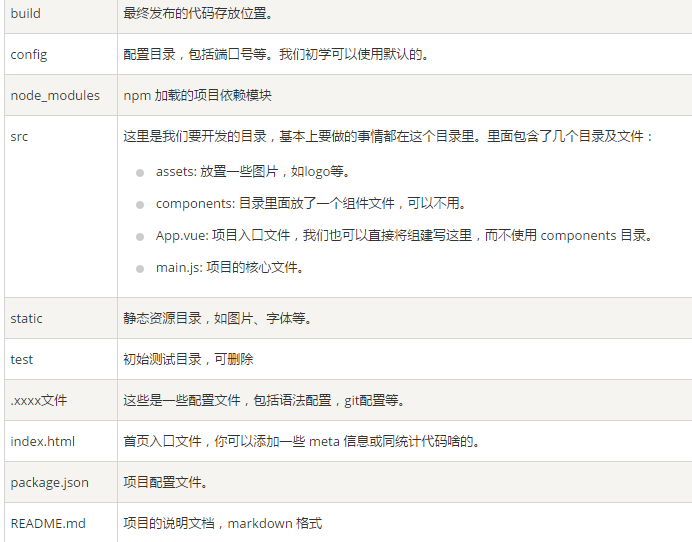 build 最终发布的代码存放位置。
config 配置目录，包括端口号等。我们初学可以使用默认的。
node_modules npm 加载的项目依赖模块
src 这里是我们要开发的目录，基本上要做的事情都在这个目录里。里面包含了几个目录及文件：
assets: 放置一些图片，如logo等。
components: 目录里面放了一个组件文件，可以不用。
App.vue: 项目入口文件，我们也可以直接将组建写这里，而不使用 components 目录。
main.js: 项目的核心文件。
static 静态资源目录，如图片、字体等。
test 初始测试目录，可删除
.xxxx文件 这些是一些配置文件，包括语法配置，git配置等。
index.html 首页入口文件，你可以添加一些 meta 信息或同统计代码啥的。
package.json 项目配置文件。
README.md 项目的说明文档，markdown 格式